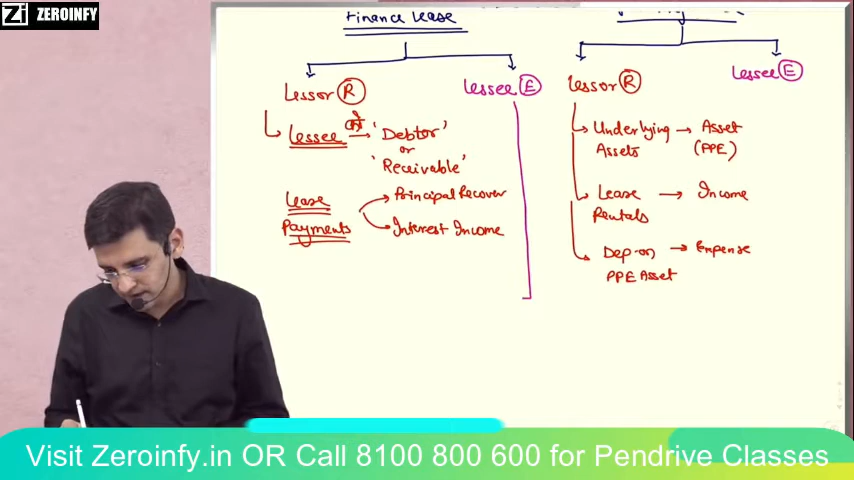 Zi ZEROINFY
Finance Lease
Lessor R
Lessee E
Lessee → 'Debtor'
or
'Receivable'
Lease
Payments
Principal Recover
Interest Income
Lessor R
Lessee E
Underlying → Asset
Assets (PPE)
Lease → Income
Rentals
Dep. on → Expense
PPE Asset
Visit Zeroinfy.in OR Call 8100 800 600 for Pendrive Classes